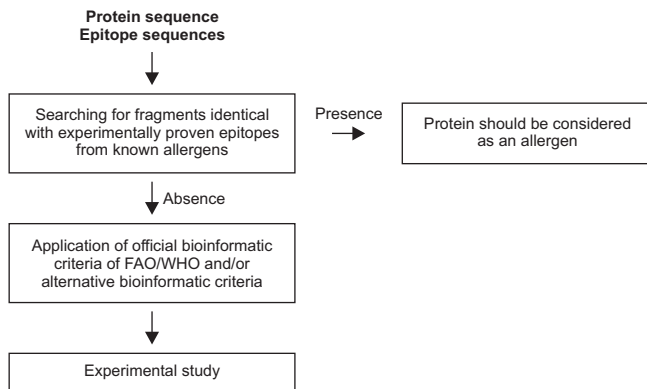 Protein sequence
Epitope sequences
Searching for fragments identical
with experimentally proven epitopes
from known allergens
Presence
Protein should be considered
as an allergen
Absence
Application of official bioinformatic
criteria of FAO/WHO and/or
alternative bioinformatic criteria
Experimental study